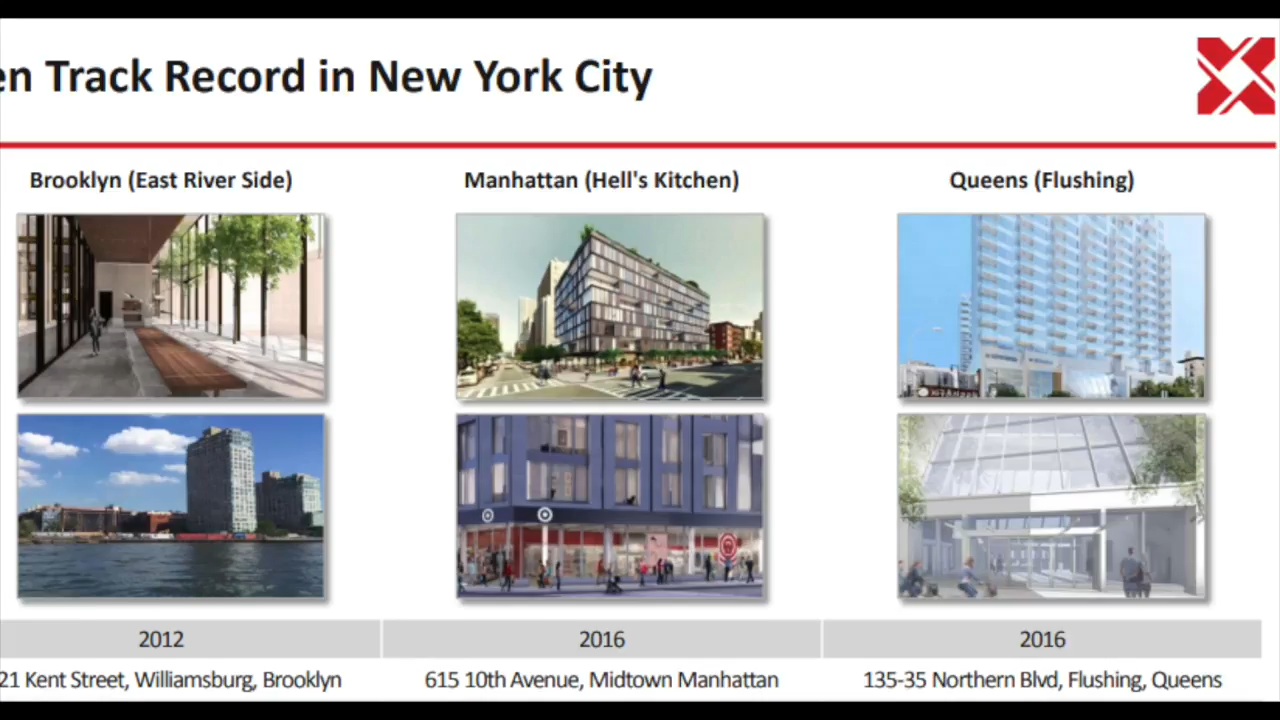 en Track Record in New York City
Brooklyn (East River Side)
Manhattan (Hell's Kitchen)
Queens (Flushing)
2012
2016
2016
21 Kent Street, Williamsburg, Brooklyn
615 10th Avenue, Midtown Manhattan
135-35 Northern Blvd, Flushing, Queens